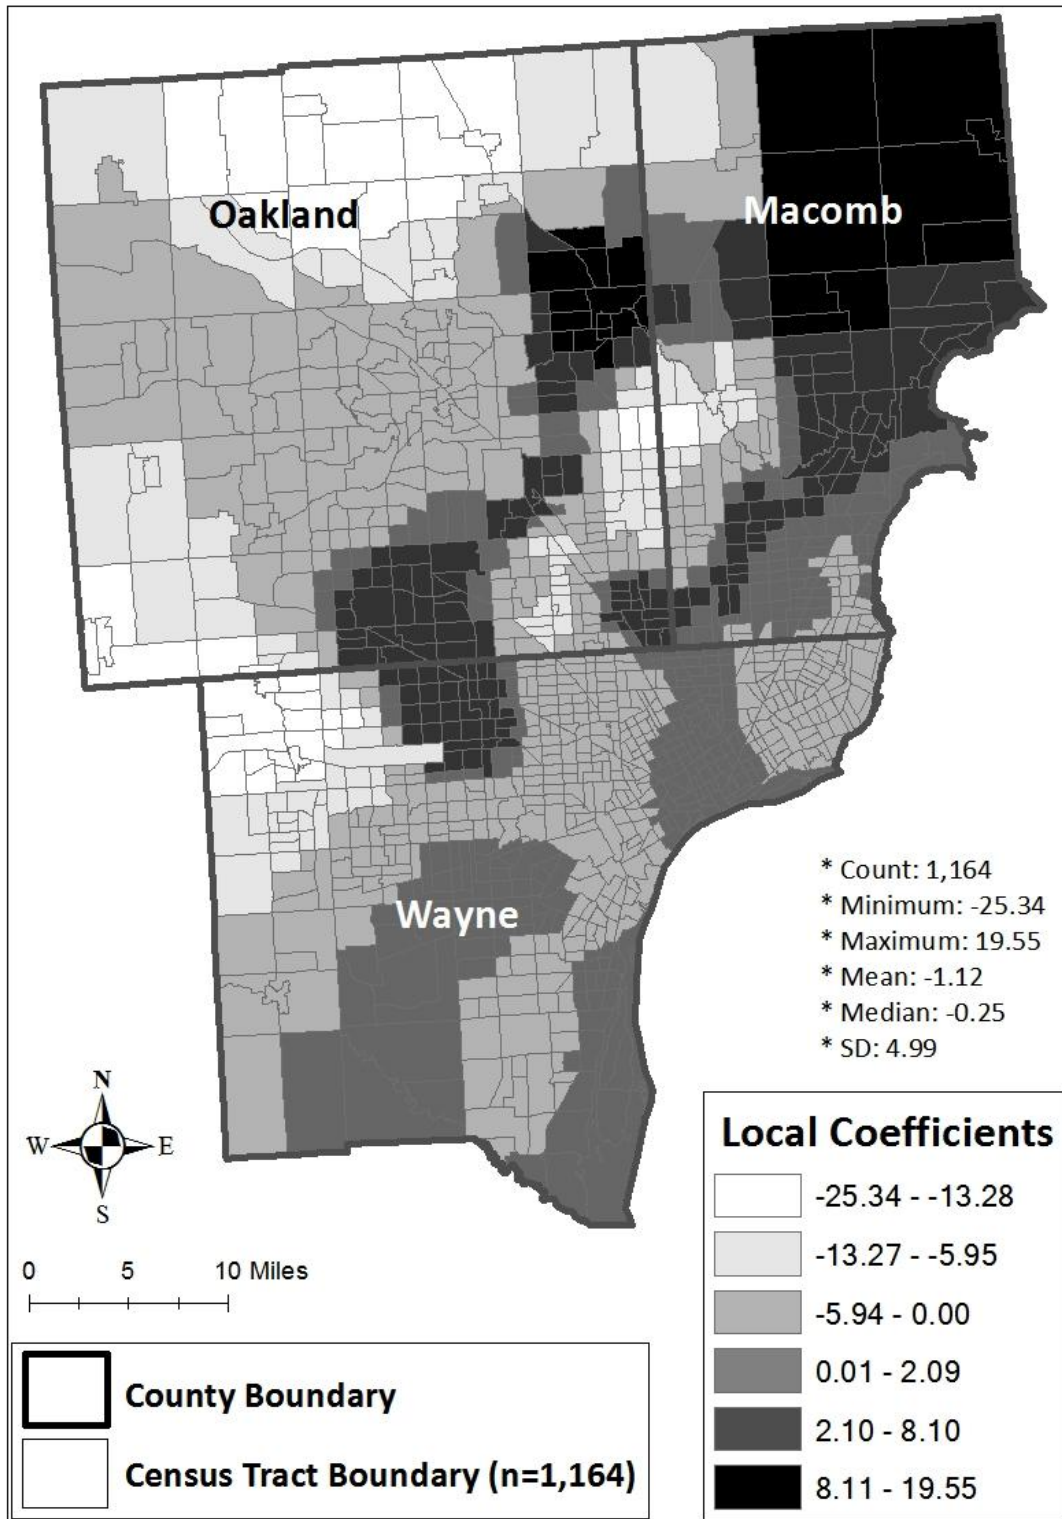 Oakland
Macomb
Wayne
* Count: 1,164
* Minimum: -25.34
* Maximum: 19.55
* Mean: -1.12
* Median: -0.25
* SD: 4.99
N
W E
S
0 5 10 Miles
County Boundary
Census Tract Boundary (n=1,164)
Local Coefficients
-25.34 - -13.28
-13.27 - -5.95
-5.94 - 0.00
0.01 - 2.09
2.10 - 8.10
8.11 - 19.55